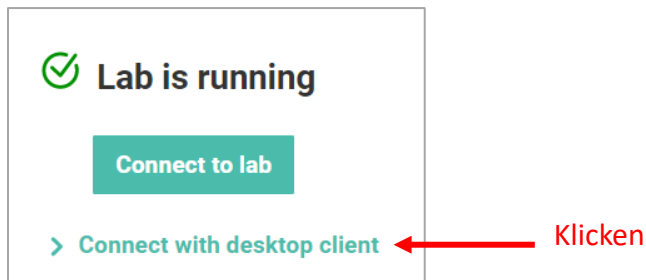 Lab is running
Connect to lab
Connect with desktop client
Klicken